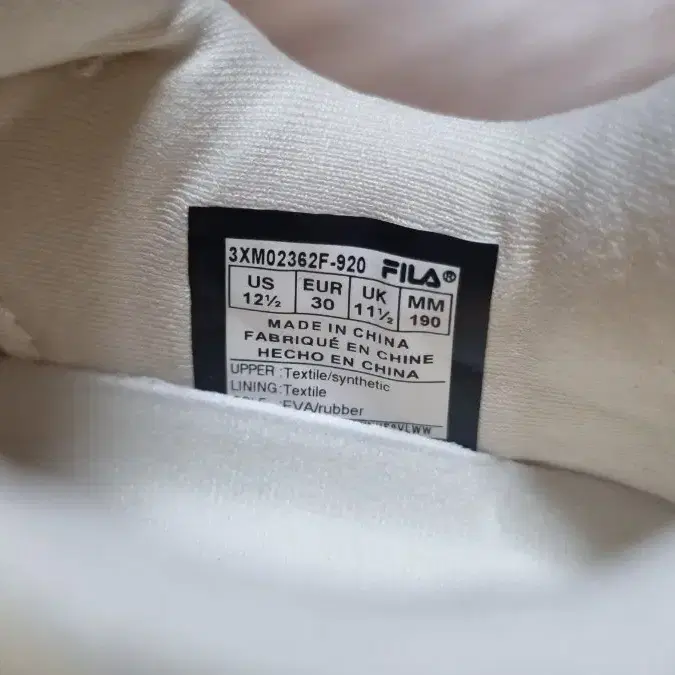 3XM02362F-920 FILA®
US EUR UK MM
12½ 30 11½ 190
MADE IN CHINA
FABRIQUÉ EN CHINE
HECHO EN CHINA
UPPER :Textile/synthetic
LINING:Textile
:EVA/rubber